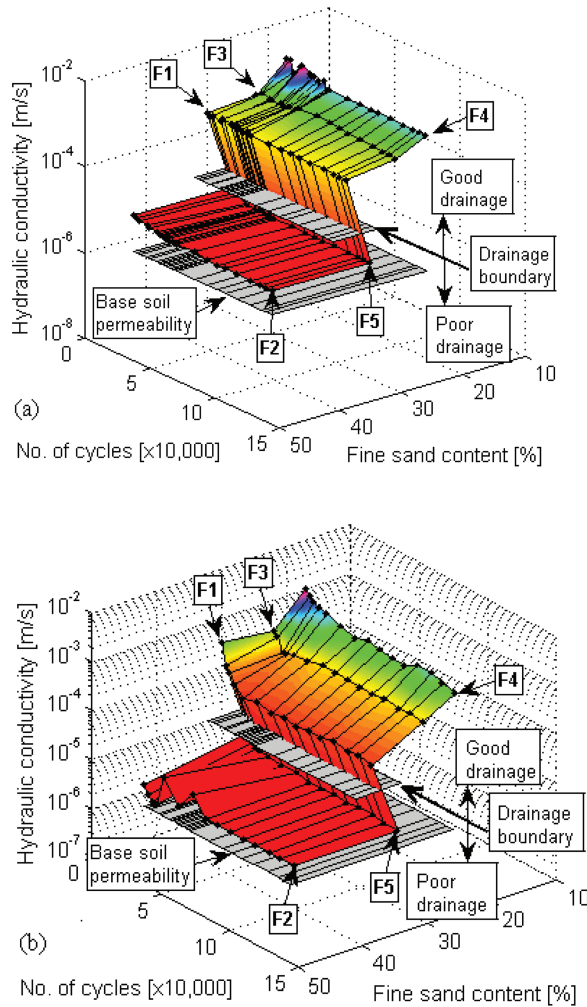 F3
F1
F4
F2
F5
Good
drainage
Drainage
boundary
Poor
drainage
Base soil
permeability
Hydraulic conductivity [m/s]
10-2
10-4
10-6
10-8
0
5
10
15
50
40
30
20
10
(a)
No. of cycles [x10,000]
Fine sand content [%]
F1
F3
F4
F2
F5
Good
drainage
Drainage
boundary
Poor
drainage
Base soil
permeability
Hydraulic conductivity [m/s]
10-2
10-3
10-4
10-5
10-6
10-7
0
5
10
15
50
40
30
20
10
(b)
No. of cycles [x10,000]
Fine sand content [%]